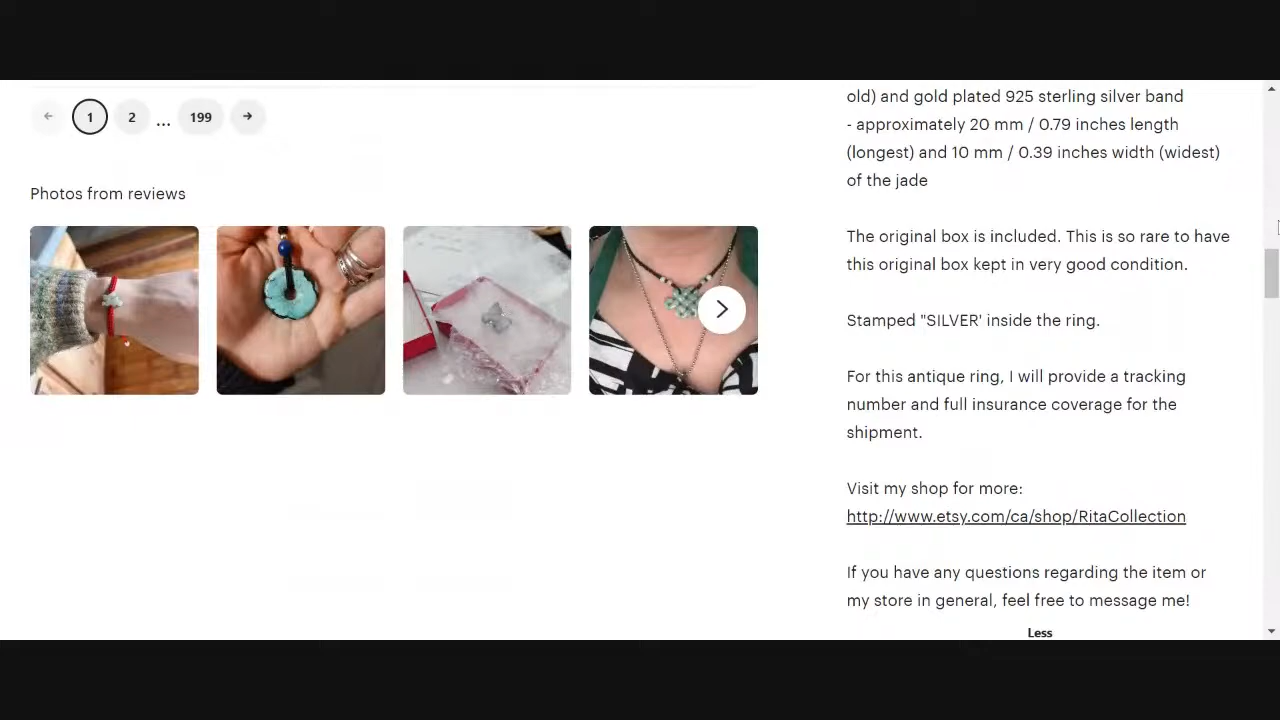 1
2
...
199
Photos from reviews
old) and gold plated 925 sterling silver band
- approximately 20 mm / 0.79 inches length
(longest) and 10 mm / 0.39 inches width (widest)
of the jade
The original box is included. This is so rare to have
this original box kept in very good condition.
Stamped "SILVER' inside the ring.
For this antique ring, I will provide a tracking
number and full insurance coverage for the
shipment.
Visit my shop for more:
http://www.etsy.com/ca/shop/RitaCollection
If you have any questions regarding the item or
my store in general, feel free to message me!
Less